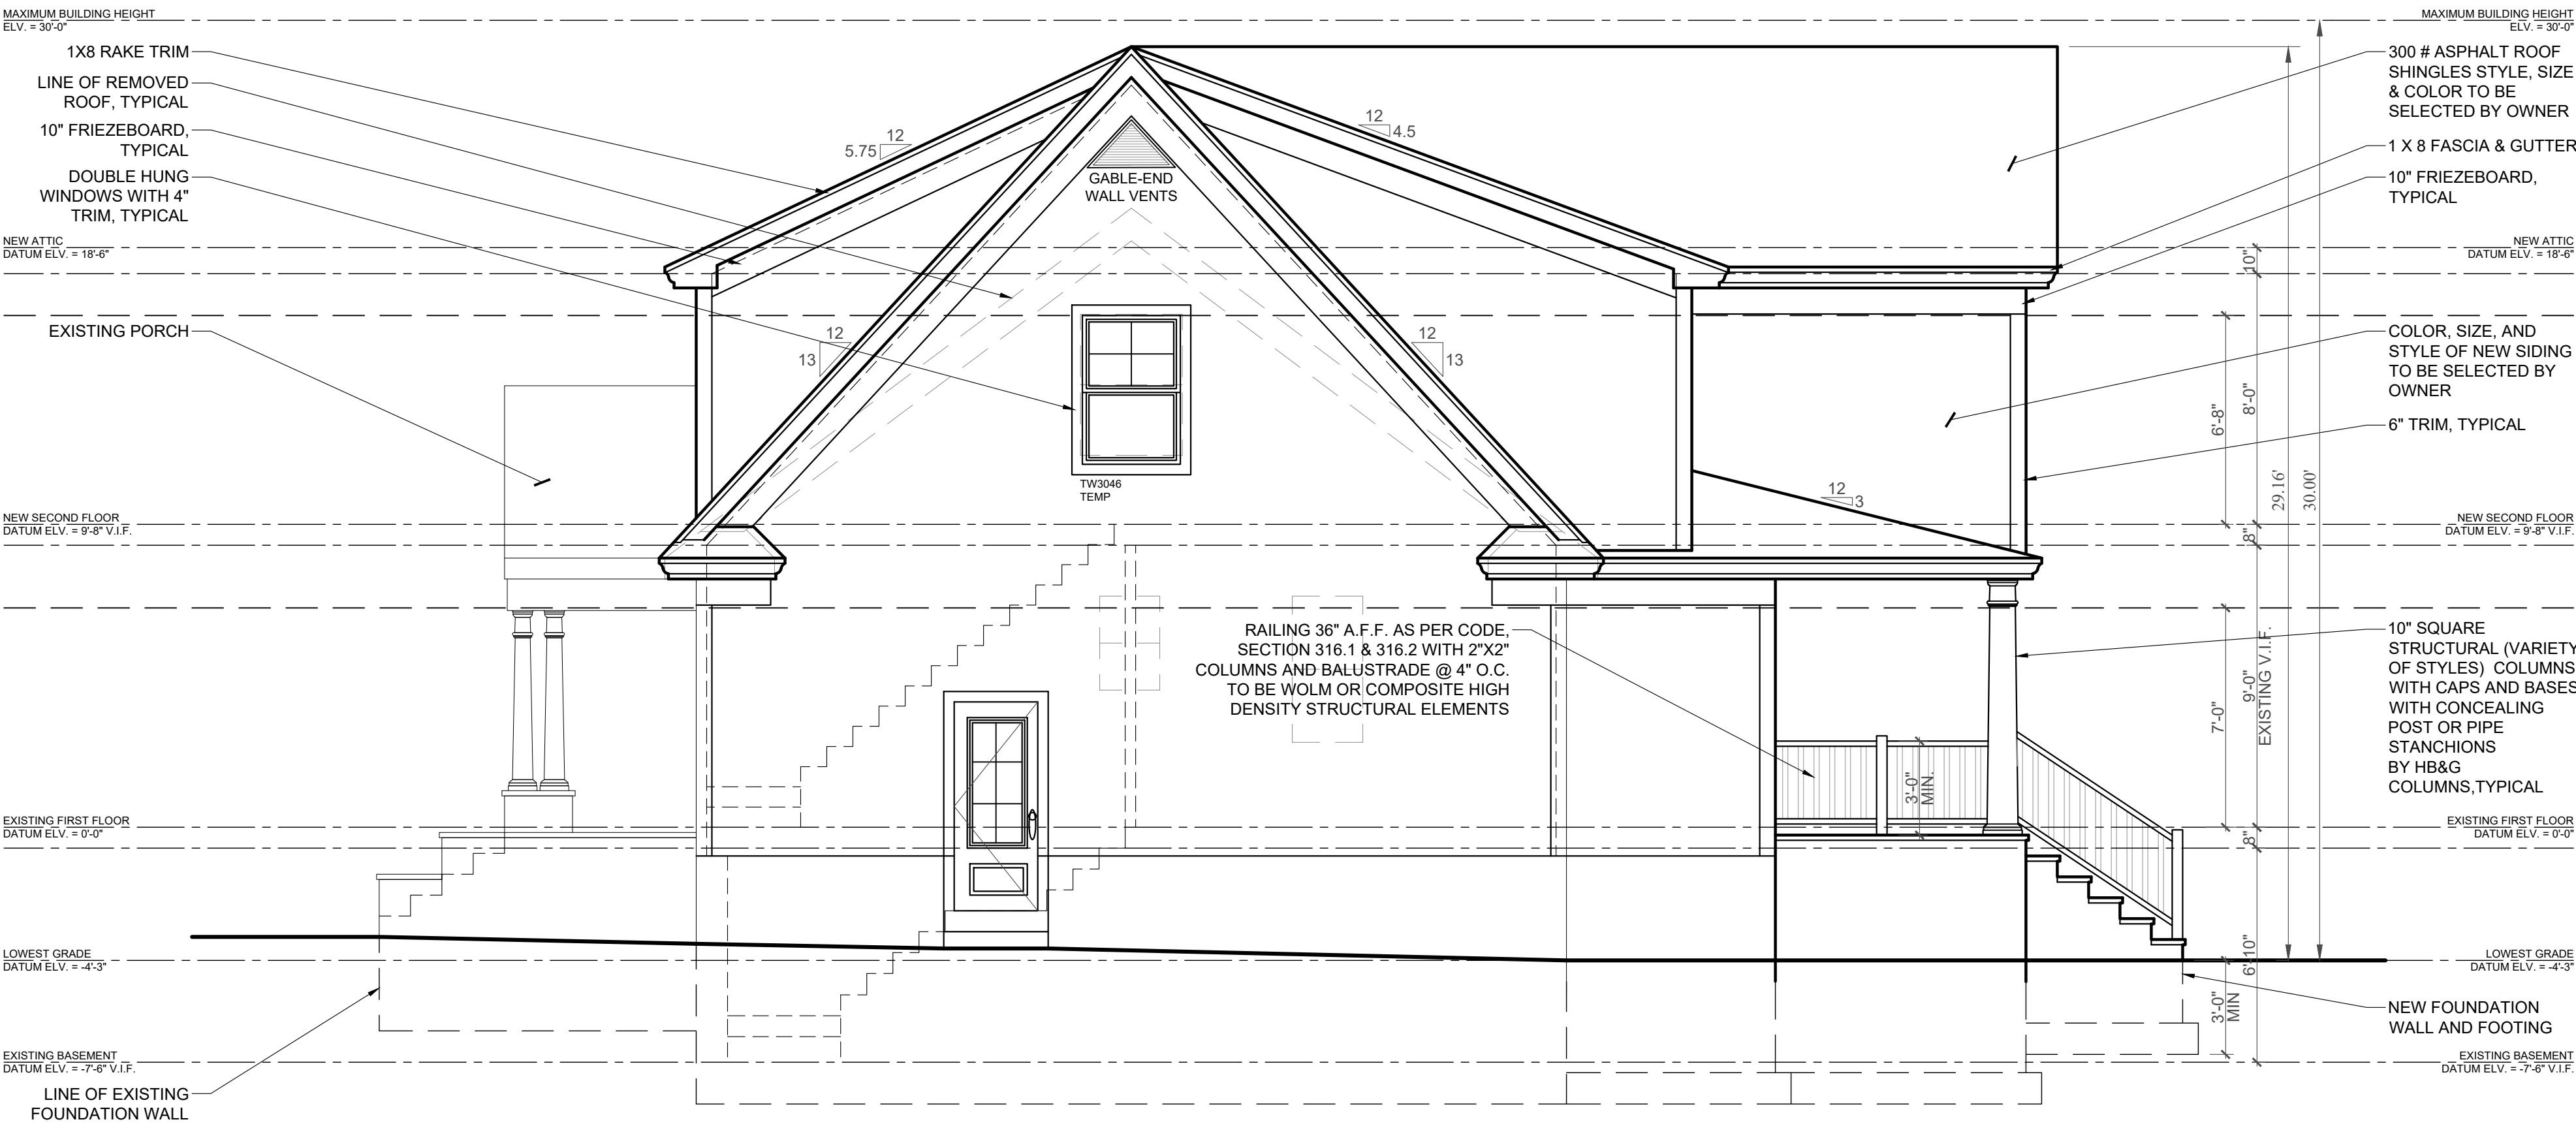 MAXIMUM BUILDING HEIGHT
ELV. = 30'-0"
1X8 RAKE TRIM
LINE OF REMOVED
ROOF, TYPICAL
10" FRIEZEBOARD,
TYPICAL
DOUBLE HUNG
WINDOWS WITH 4"
TRIM, TYPICAL
NEW ATTIC
DATUM ELV. = 18'-6"
EXISTING PORCH
NEW SECOND FLOOR
DATUM ELV. = 9'-8" V.I.F.
EXISTING FIRST FLOOR
DATUM ELV. = 0'-0"
LOWEST GRADE
DATUM ELV. = -4'-3"
EXISTING BASEMENT
DATUM ELV. = -7'-6" V.I.F.
LINE OF EXISTING
FOUNDATION WALL
12
5.75
12
4.5
GABLE-END
WALL VENTS
12
13
12
13
TW3046
TEMP
12
3
RAILING 36" A.F.F. AS PER CODE,
SECTION 316.1 & 316.2 WITH 2"X2"
COLUMNS AND BALUSTRADE @ 4" O.C.
TO BE WOLM OR COMPOSITE HIGH
DENSITY STRUCTURAL ELEMENTS
3'-0"
MIN.
10"
8'-0"
6'-8"
8"
9'-0"
EXISTING V.I.F.
7'-0"
8"
6'-10"
3'-0"
MIN
29.16'
30.00'
MAXIMUM BUILDING HEIGHT
ELV. = 30'-0"
300 # ASPHALT ROOF
SHINGLES STYLE, SIZE
& COLOR TO BE
SELECTED BY OWNER
1 X 8 FASCIA & GUTTER
10" FRIEZEBOARD,
TYPICAL
NEW ATTIC
DATUM ELV. = 18'-6"
COLOR, SIZE, AND
STYLE OF NEW SIDING
TO BE SELECTED BY
OWNER
6" TRIM, TYPICAL
NEW SECOND FLOOR
DATUM ELV. = 9'-8" V.I.F.
10" SQUARE
STRUCTURAL (VARIETY
OF STYLES) COLUMNS
WITH CAPS AND BASES
WITH CONCEALING
POST OR PIPE
STANCHIONS
BY HB&G
COLUMNS,TYPICAL
EXISTING FIRST FLOOR
DATUM ELV. = 0'-0"
LOWEST GRADE
DATUM ELV. = -4'-3"
NEW FOUNDATION
WALL AND FOOTING
EXISTING BASEMENT
DATUM ELV. = -7'-6" V.I.F.